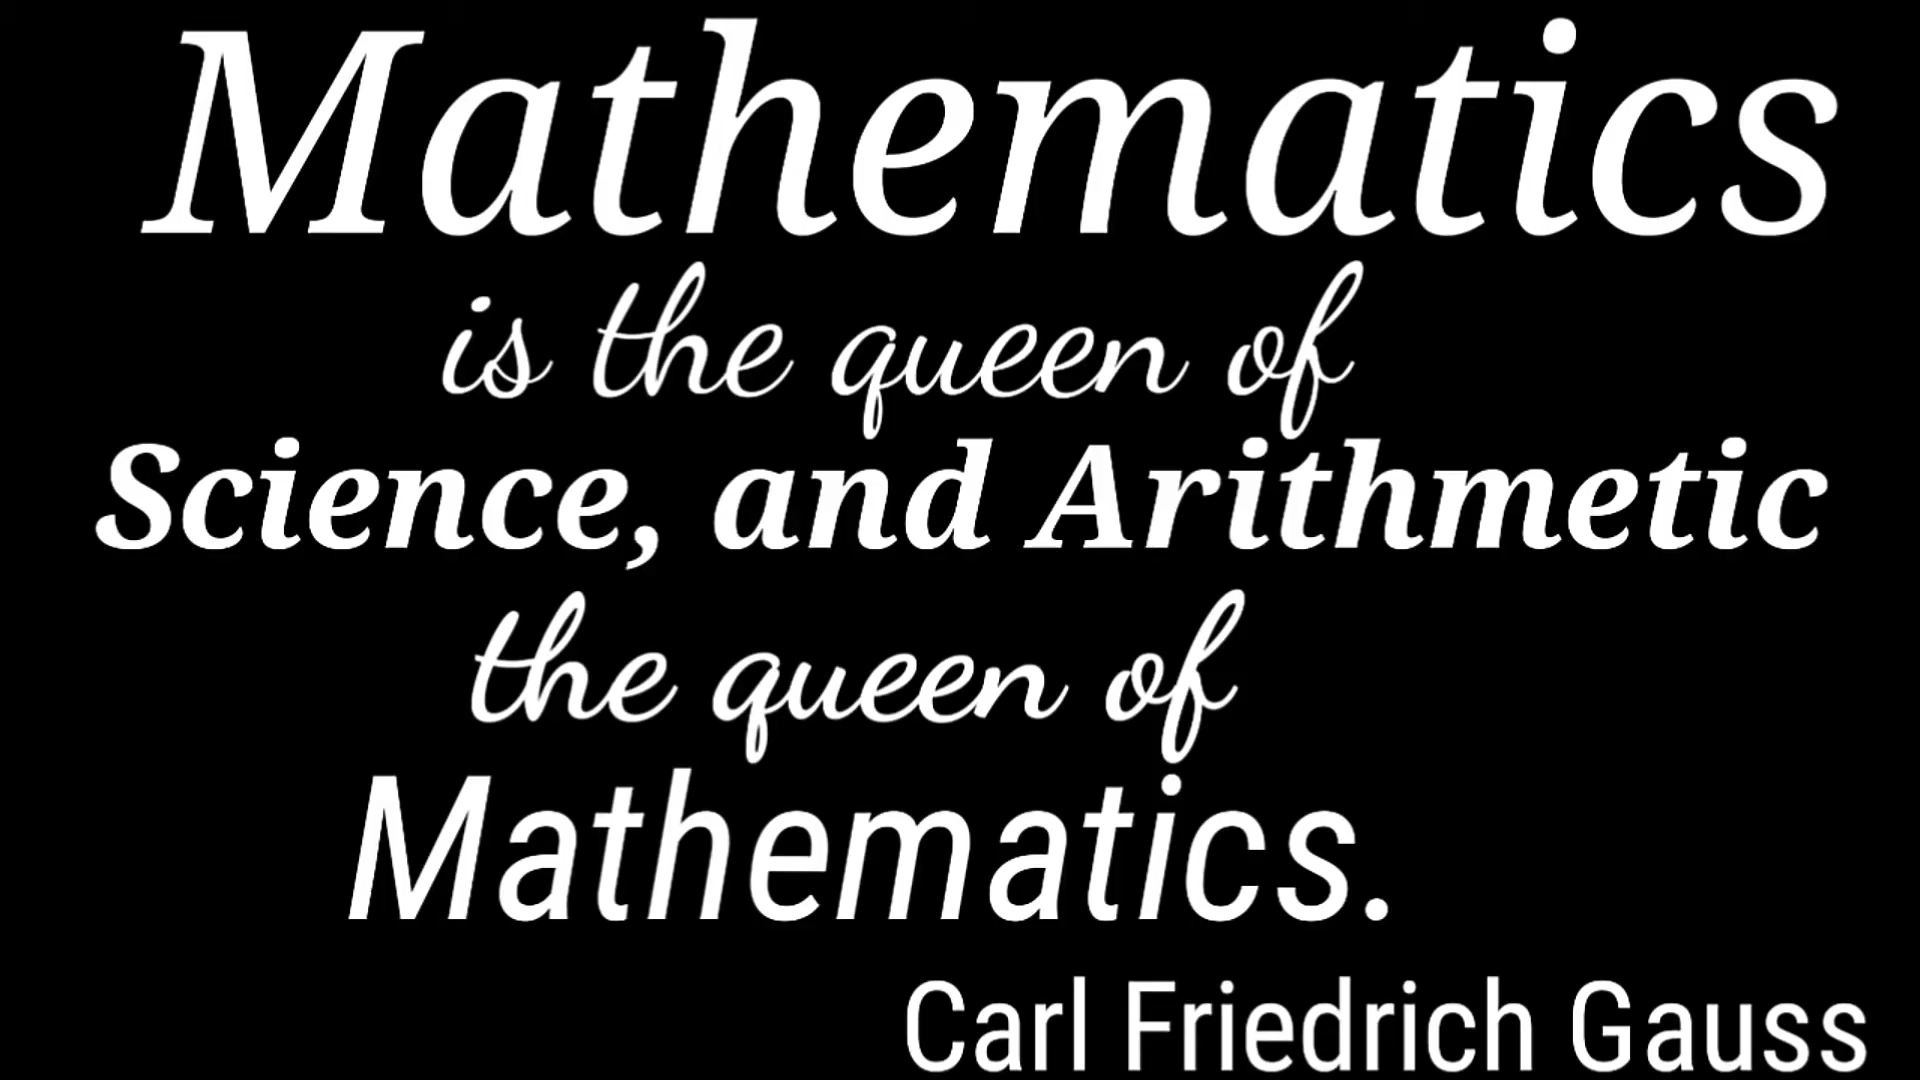 Mathematics
is the queen of
Science, and Arithmetic
the queen of
Mathematics.
Carl Friedrich Gauss